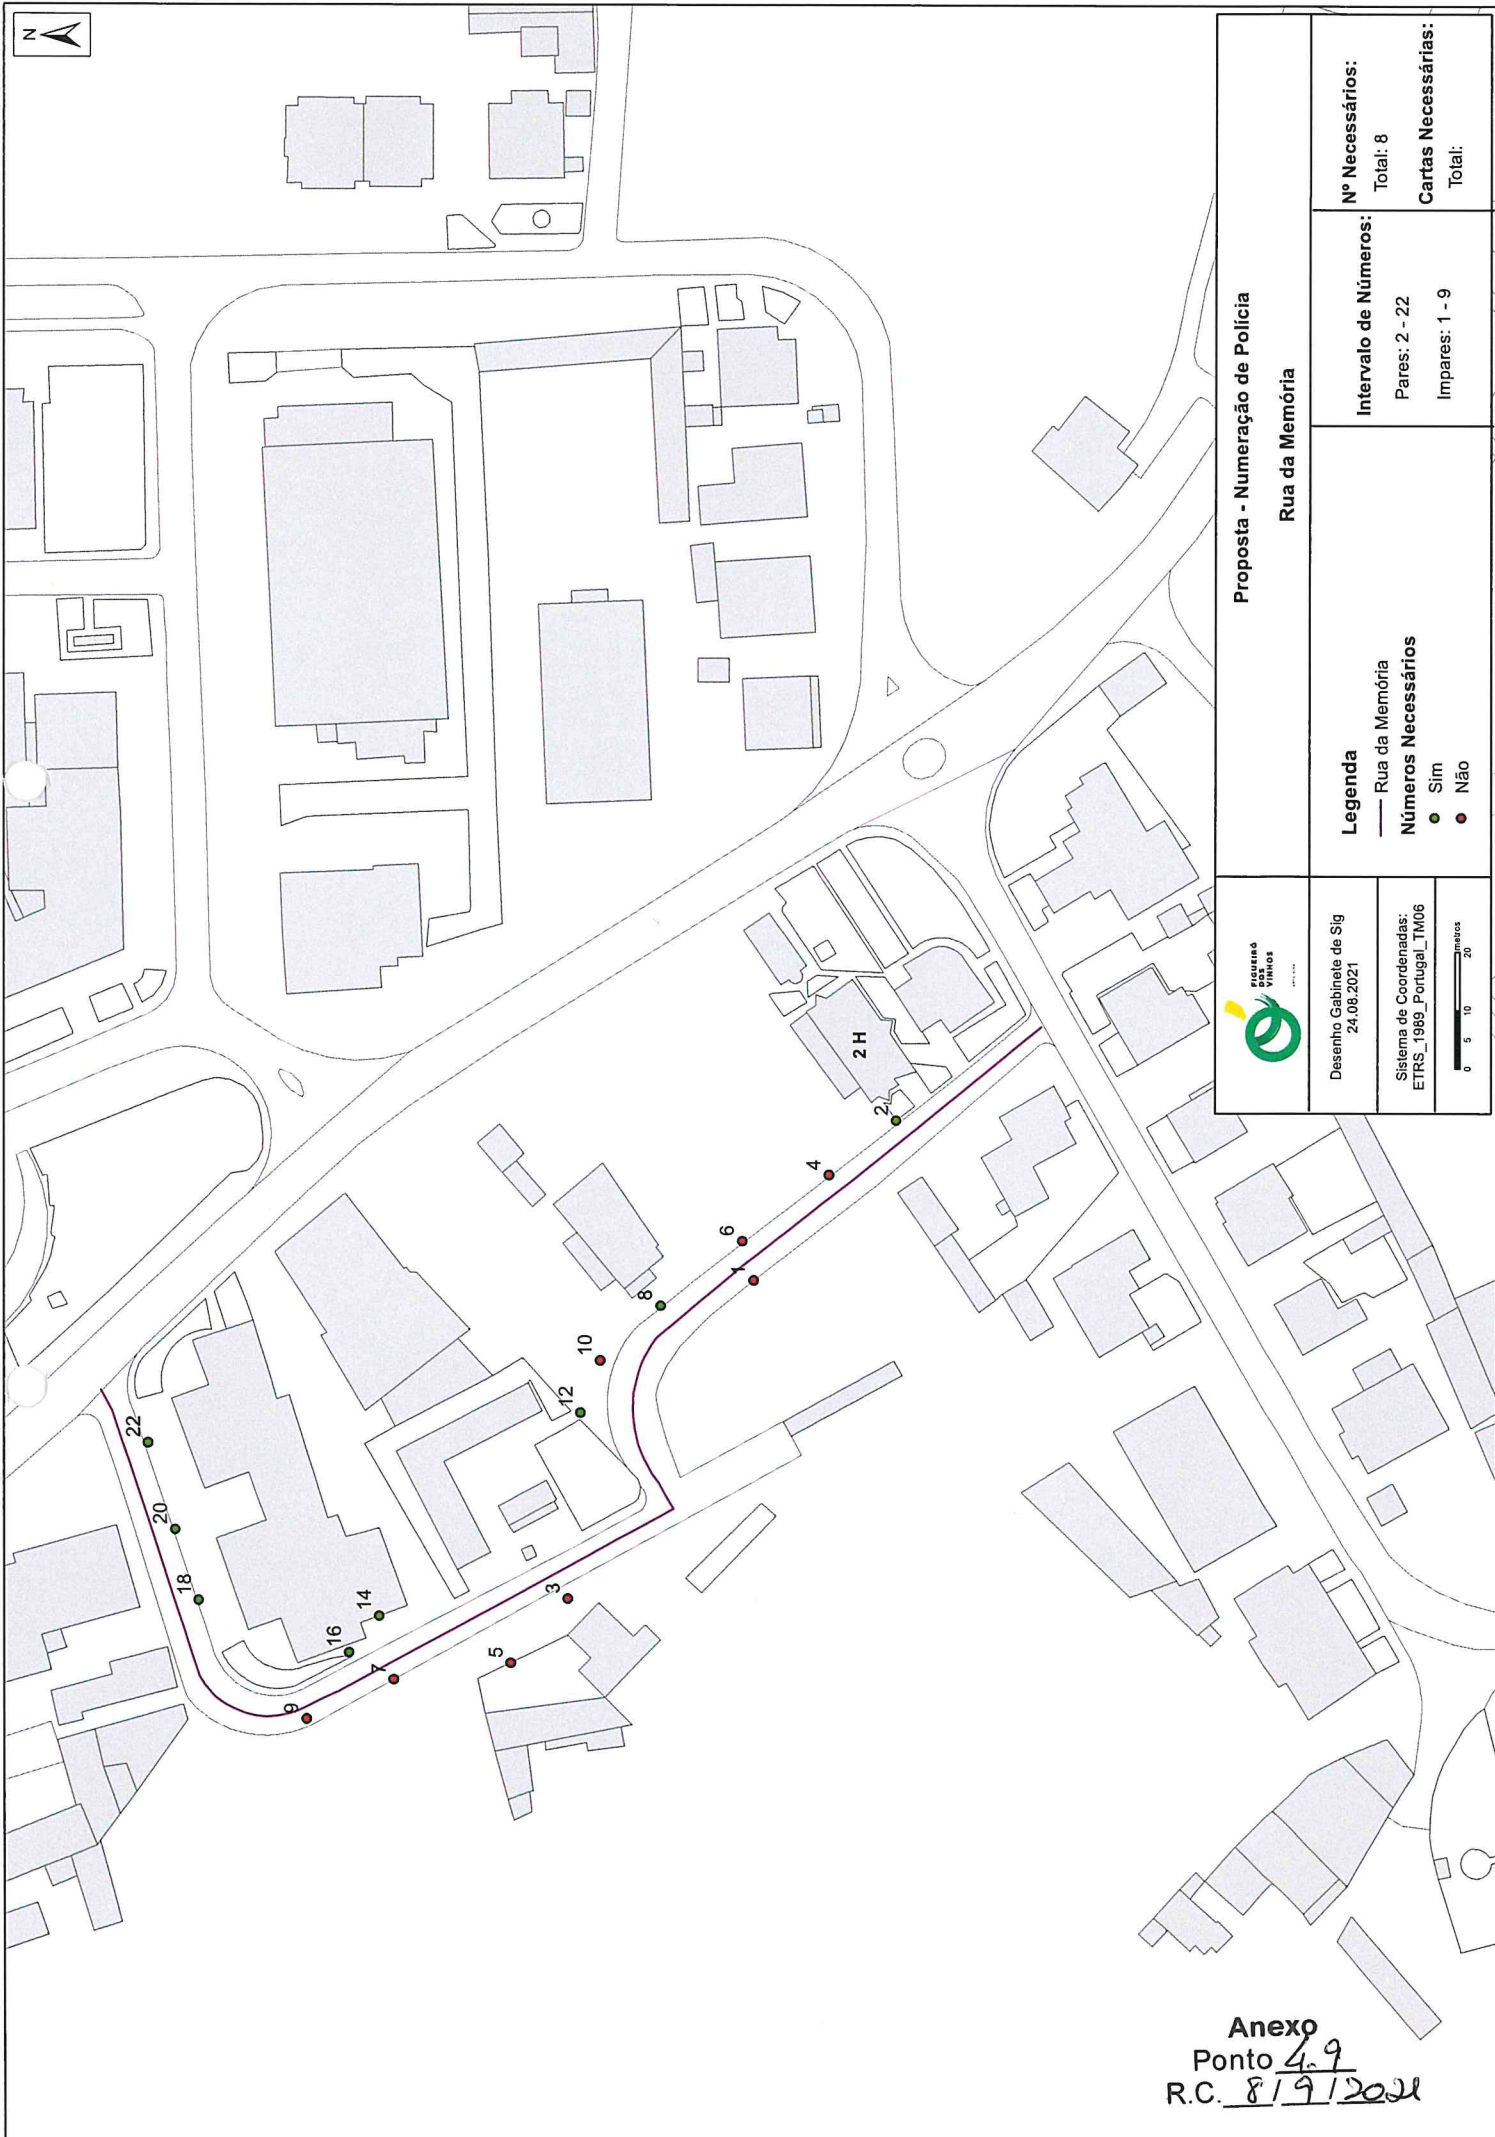 N
22
20
18
16
14
12
10
8
6
4
2
2 H
9
7
5
3
1
Proposta - Numeração de Polícia
Rua da Memória
FIGUEIRÓ
DOS
VINHOS
Desenho Gabinete de Sig
24.08.2021
Sistema de Coordenadas:
ETRS_1989_Portugal_TM06
0 5 10 20
metros
Legenda
Rua da Memória
Números Necessários
Sim
Não
Intervalo de Números:
Pares: 2 - 22
Impares: 1 - 9
Nº Necessários:
Total: 8
Cartas Necessárias:
Total:
Anexo
Ponto 4.9
R.C. 8/9/2021